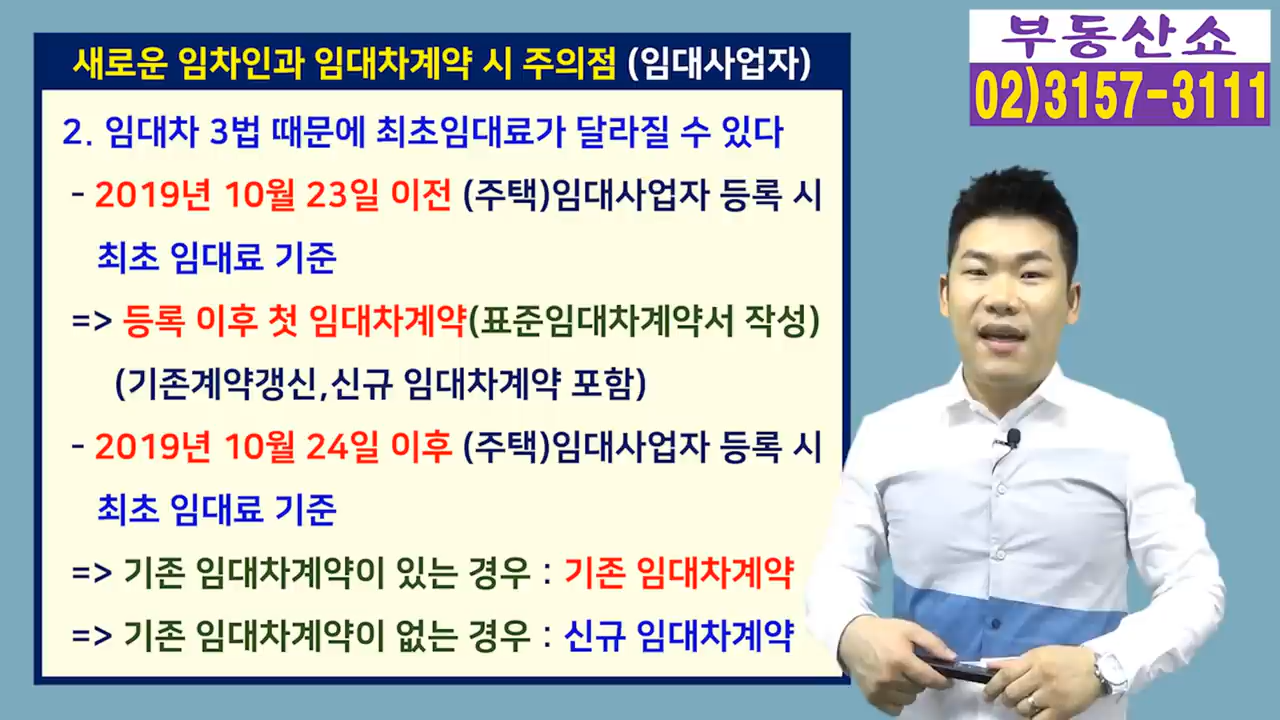 새로운 임차인과 임대차계약 시 주의점 (임대사업자)
2. 임대차 3법 때문에 최초임대료가 달라질 수 있다
- 2019년 10월 23일 이전 (주택)임대사업자 등록 시
최초 임대료 기준
=> 등록 이후 첫 임대차계약(표준임대차계약서 작성)
(기존계약갱신,신규 임대차계약 포함)
- 2019년 10월 24일 이후 (주택)임대사업자 등록 시
최초 임대료 기준
=> 기존 임대차계약이 있는 경우 : 기존 임대차계약
=> 기존 임대차계약이 없는 경우 : 신규 임대차계약
부동산쇼
02)3157-3111